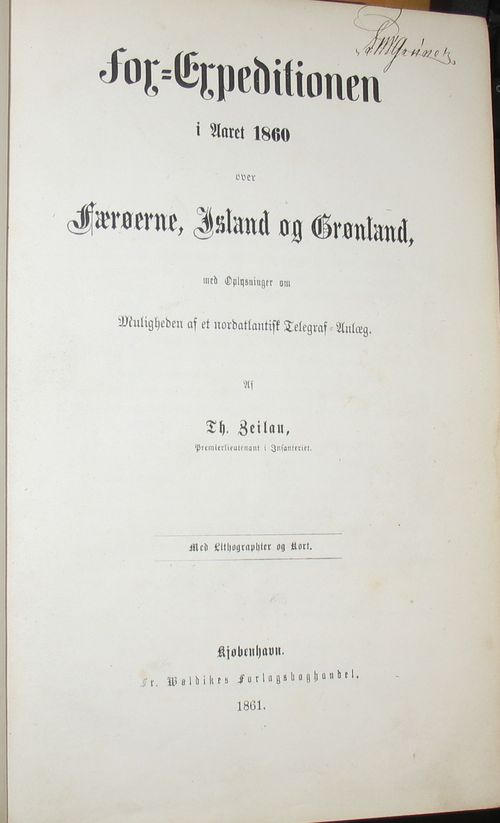 Fox-Expeditionen
i Aaret 1860
over
Færøerne, Island og Grønland,
med Oplysninger om
Muligheden af et nordatlantisk Telegraf-Anlæg.
Af
Th. Zeilau,
Premierlieutenant i Infanteriet.
Med Lithographier og Kort.
Kjøbenhavn.
Fr. Wøldikes Forlagsboghandel.
1861.